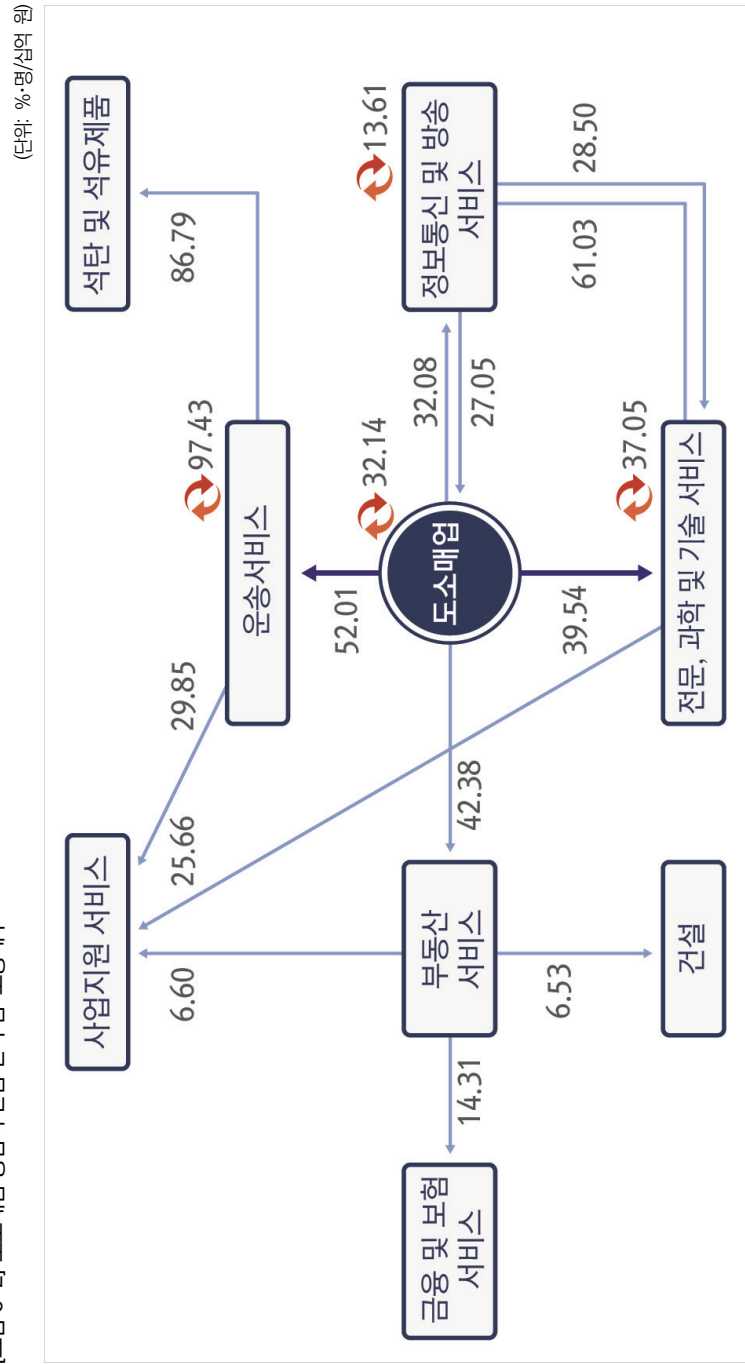 (단위: %·명/십억 원)
사업지원 서비스
석탄 및 석유제품
6.60
25.66
29.85
86.79
97.43
운송서비스
52.01
32.14
13.61
금융 및 보험
서비스
부동산
서비스
도소매업
정보통신 및 방송
서비스
32.08
14.31
42.38
27.05
6.53
39.54
61.03
28.50
37.05
건설
전문, 과학 및 기술 서비스